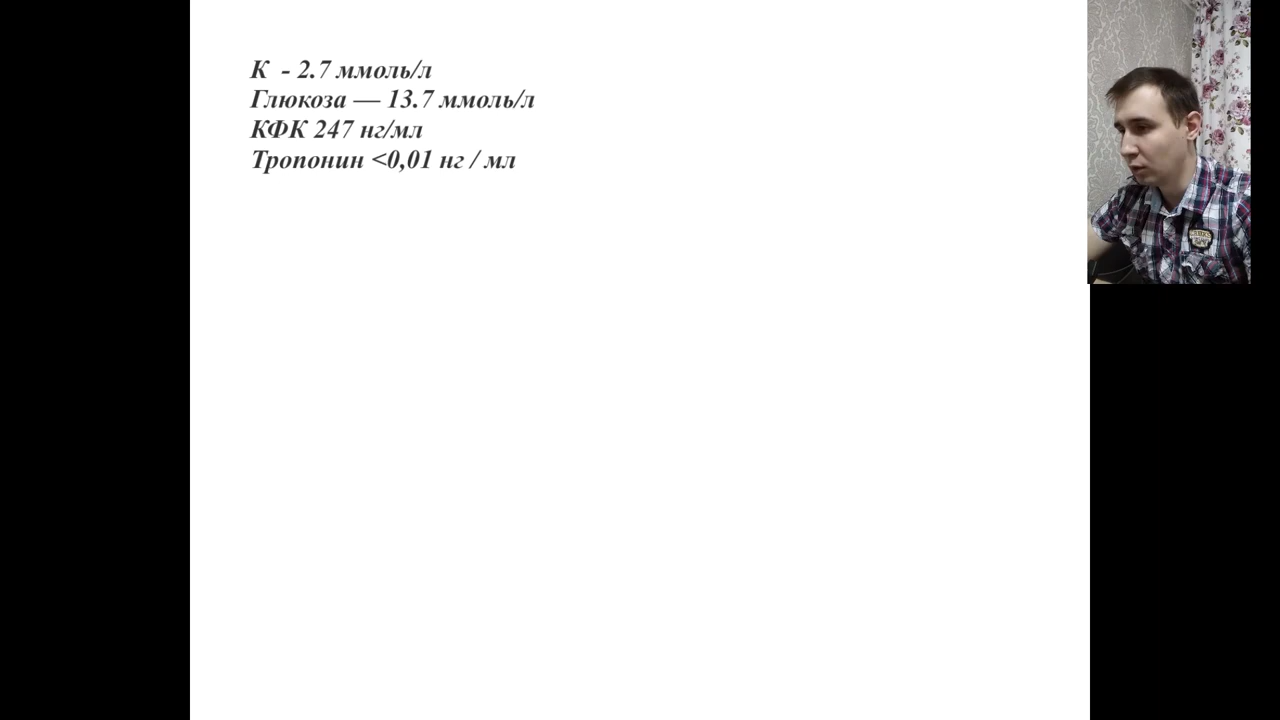 К - 2.7 ммоль/л
Глюкоза — 13.7 ммоль/л
КФК 247 нг/мл
Тропонин <0,01 нг / мл